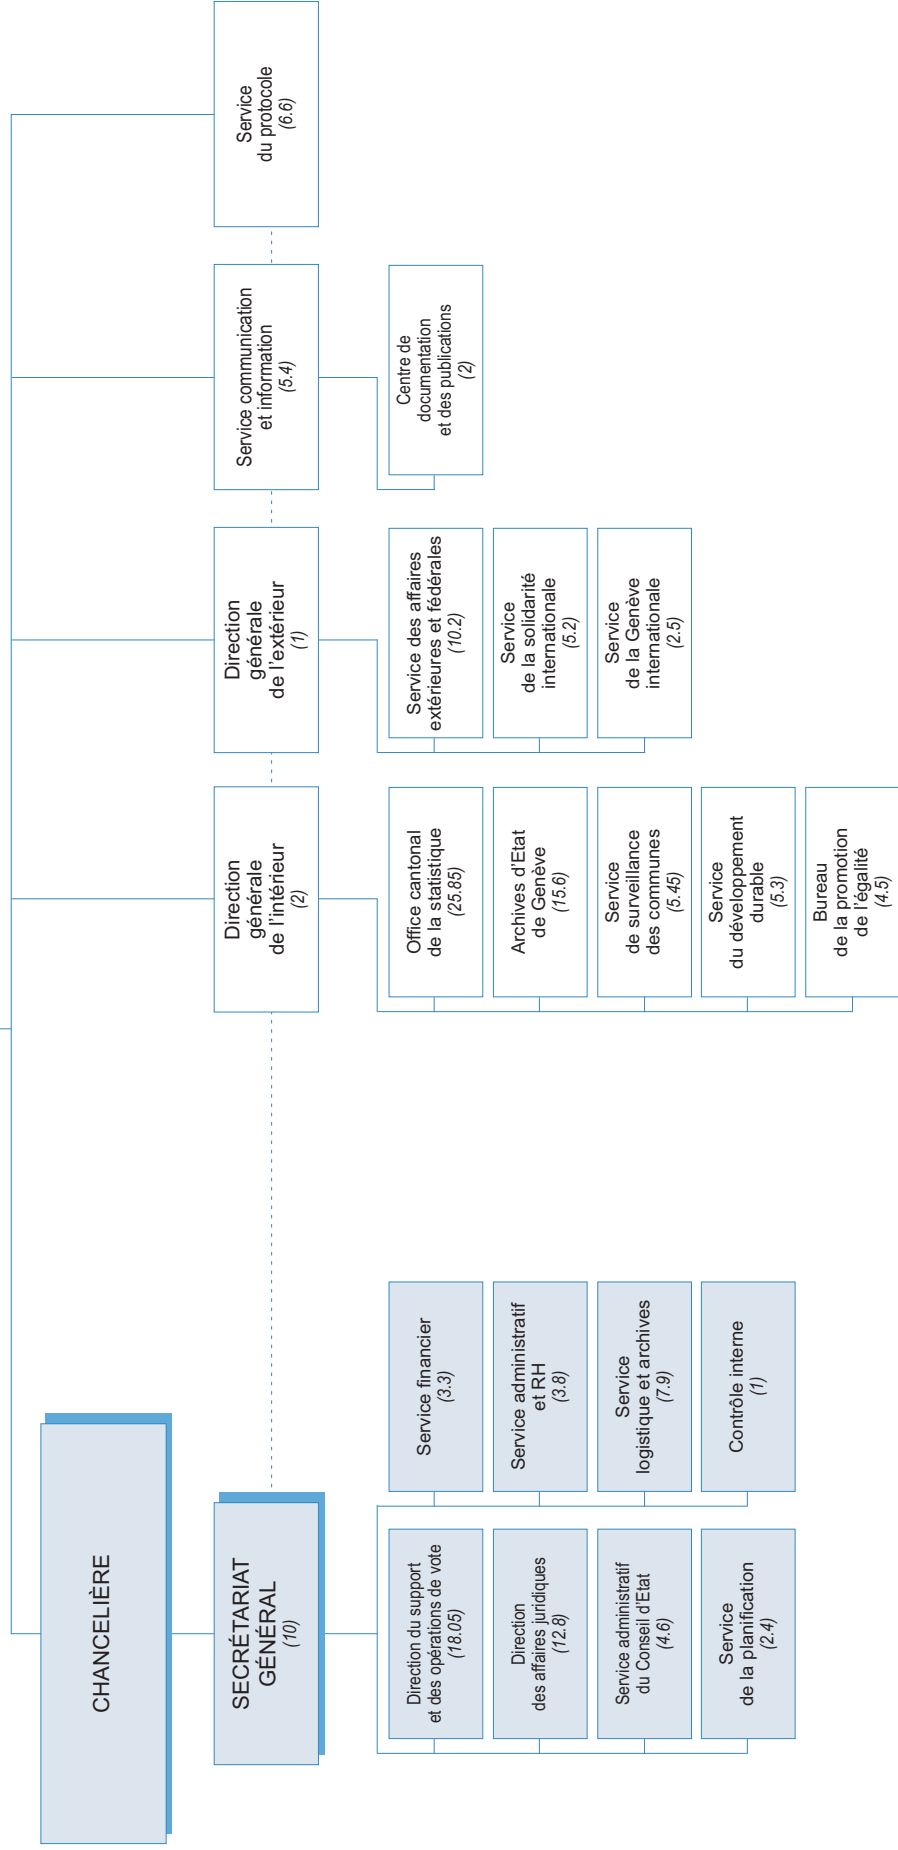 CHANCELIÈRE
SECRÉTARIAT
GÉNÉRAL
(10)
Direction du support
et des opérations de vote
(18.05)
Direction
des affaires juridiques
(12.8)
Service administratif
du Conseil d'Etat
(4.6)
Service
de la planification
(2.4)
Service financier
(3.3)
Service administratif
et RH
(3.8)
Service
logistique et archives
(7.9)
Contrôle interne
(1)
Direction
générale
de l'intérieur
(2)
Office cantonal
de la statistique
(25.85)
Archives d'Etat
de Genève
(15.6)
Service
de surveillance
des communes
(5.45)
Service
du développement
durable
(5.3)
Bureau
de la promotion
de l'égalité
(4.5)
Direction
générale
de l'extérieur
(1)
Service des affaires
extérieures et fédérales
(10.2)
Service
de la solidarité
internationale
(5.2)
Service
de la Genève
internationale
(2.5)
Service communication
et information
(5.4)
Centre de
documentation
et des publications
(2)
Service
du protocole
(6.6)